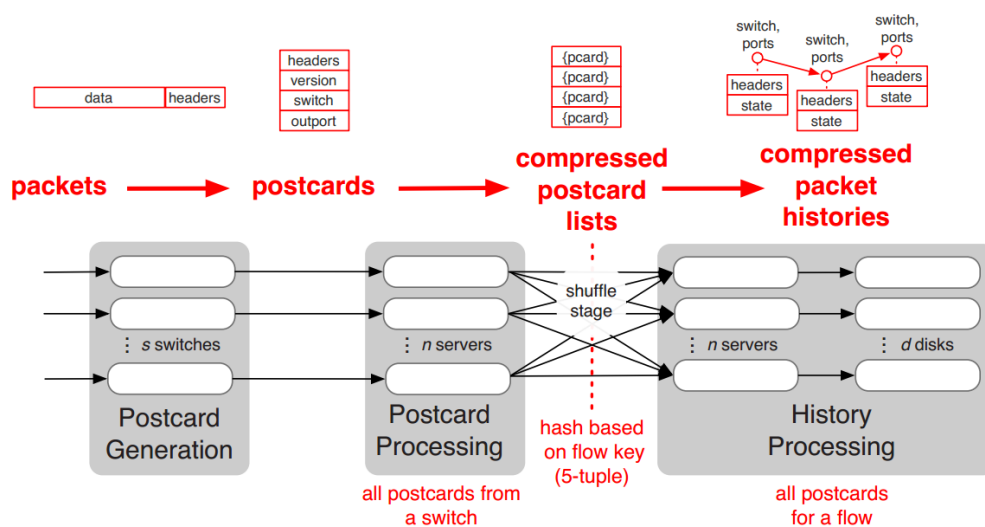 data
headers
headers
version
switch
outport
{pcard}
{pcard}
{pcard}
{pcard}
switch,
ports
switch,
ports
switch,
ports
headers
state
headers
state
headers
state
packets
postcards
compressed
postcard
lists
compressed
packet
histories
shuffle
stage
⋮ s switches
⋮ n servers
⋮ n servers
⋮ d disks
Postcard
Generation
Postcard
Processing
hash based
on flow key
(5-tuple)
History
Processing
all postcards from
a switch
all postcards
for a flow